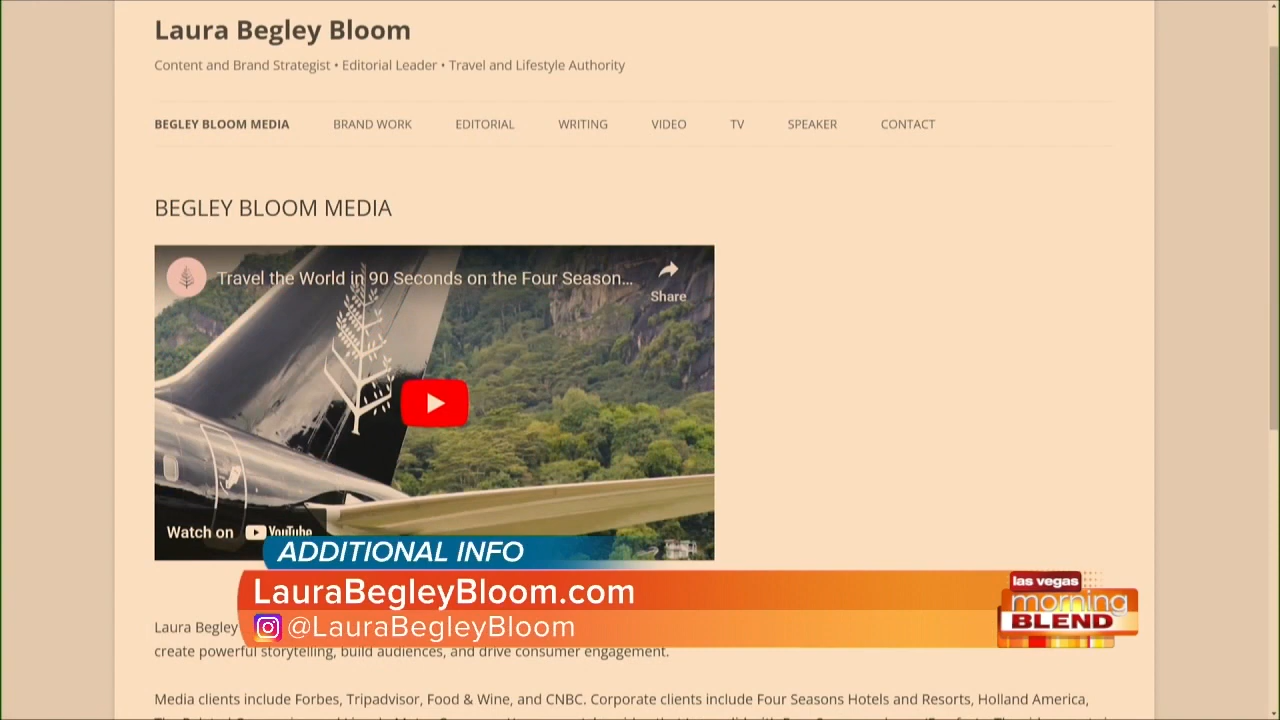 Laura Begley Bloom
Content and Brand Strategist • Editorial Leader • Travel and Lifestyle Authority
BEGLEY BLOOM MEDIA BRAND WORK EDITORIAL WRITING VIDEO TV SPEAKER CONTACT
BEGLEY BLOOM MEDIA
Travel the World in 90 Seconds on the Four Season...
Share
Watch on YouTube
ADDITIONAL INFO
LauraBegleyBloom.com
@LauraBegleyBloom
las vegas
morning
BLEND
Laura Begley
create powerful storytelling, build audiences, and drive consumer engagement.
Media clients include Forbes, Tripadvisor, Food & Wine, and CNBC. Corporate clients include Four Seasons Hotels and Resorts, Holland America,